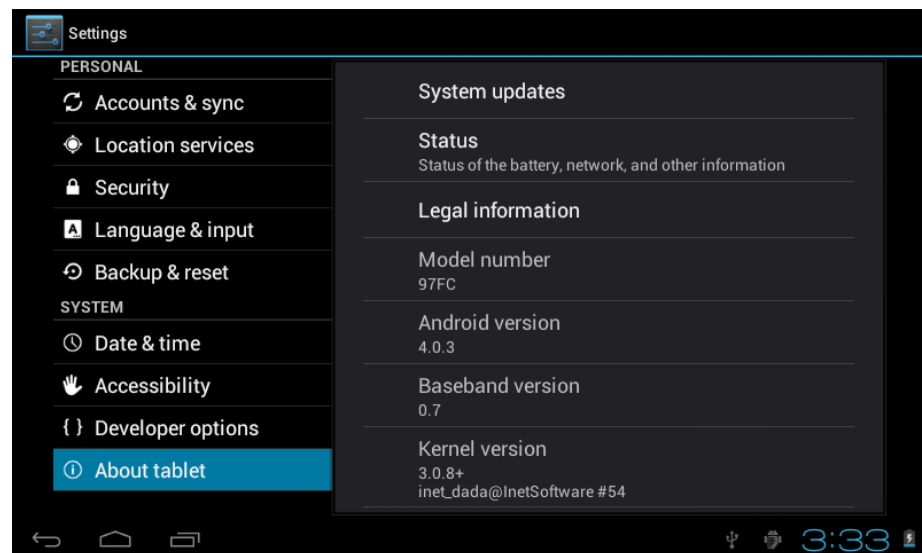 Settings
PERSONAL
Accounts & sync
Location services
Security
Language & input
Backup & reset
SYSTEM
Date & time
Accessibility
{ } Developer options
About tablet
System updates
Status
Status of the battery, network, and other information
Legal information
Model number
97FC
Android version
4.0.3
Baseband version
0.7
Kernel version
3.0.8+
inet_dada@InetSoftware #54
3:33